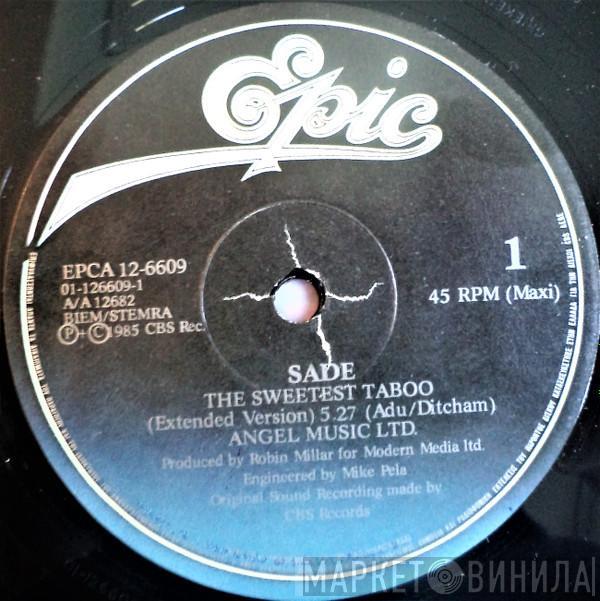 Epic
EPCA 12-6609
01-126609-1
A/A 12682
BIEM/STEMRA
Ⓟ+Ⓒ1985 CBS Rec.
1
45 RPM (Maxi)
SADE
THE SWEETEST TABOO
(Extended Version) 5.27 (Adu/Ditcham)
ANGEL MUSIC LTD.
Produced by Robin Millar for Modern Media ltd.
Engineered by Mike Pela
Original Sound Recording made by
CBS Records
МАРКЕТ ВИНИЛА